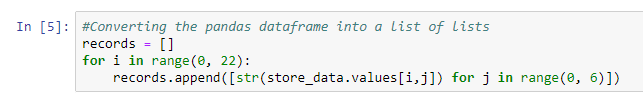 In [5]: #Converting the pandas dataframe into a list of lists
records = []
for i in range(0, 22):
    records.append([str(store_data.values[i,j]) for j in range(0, 6)])